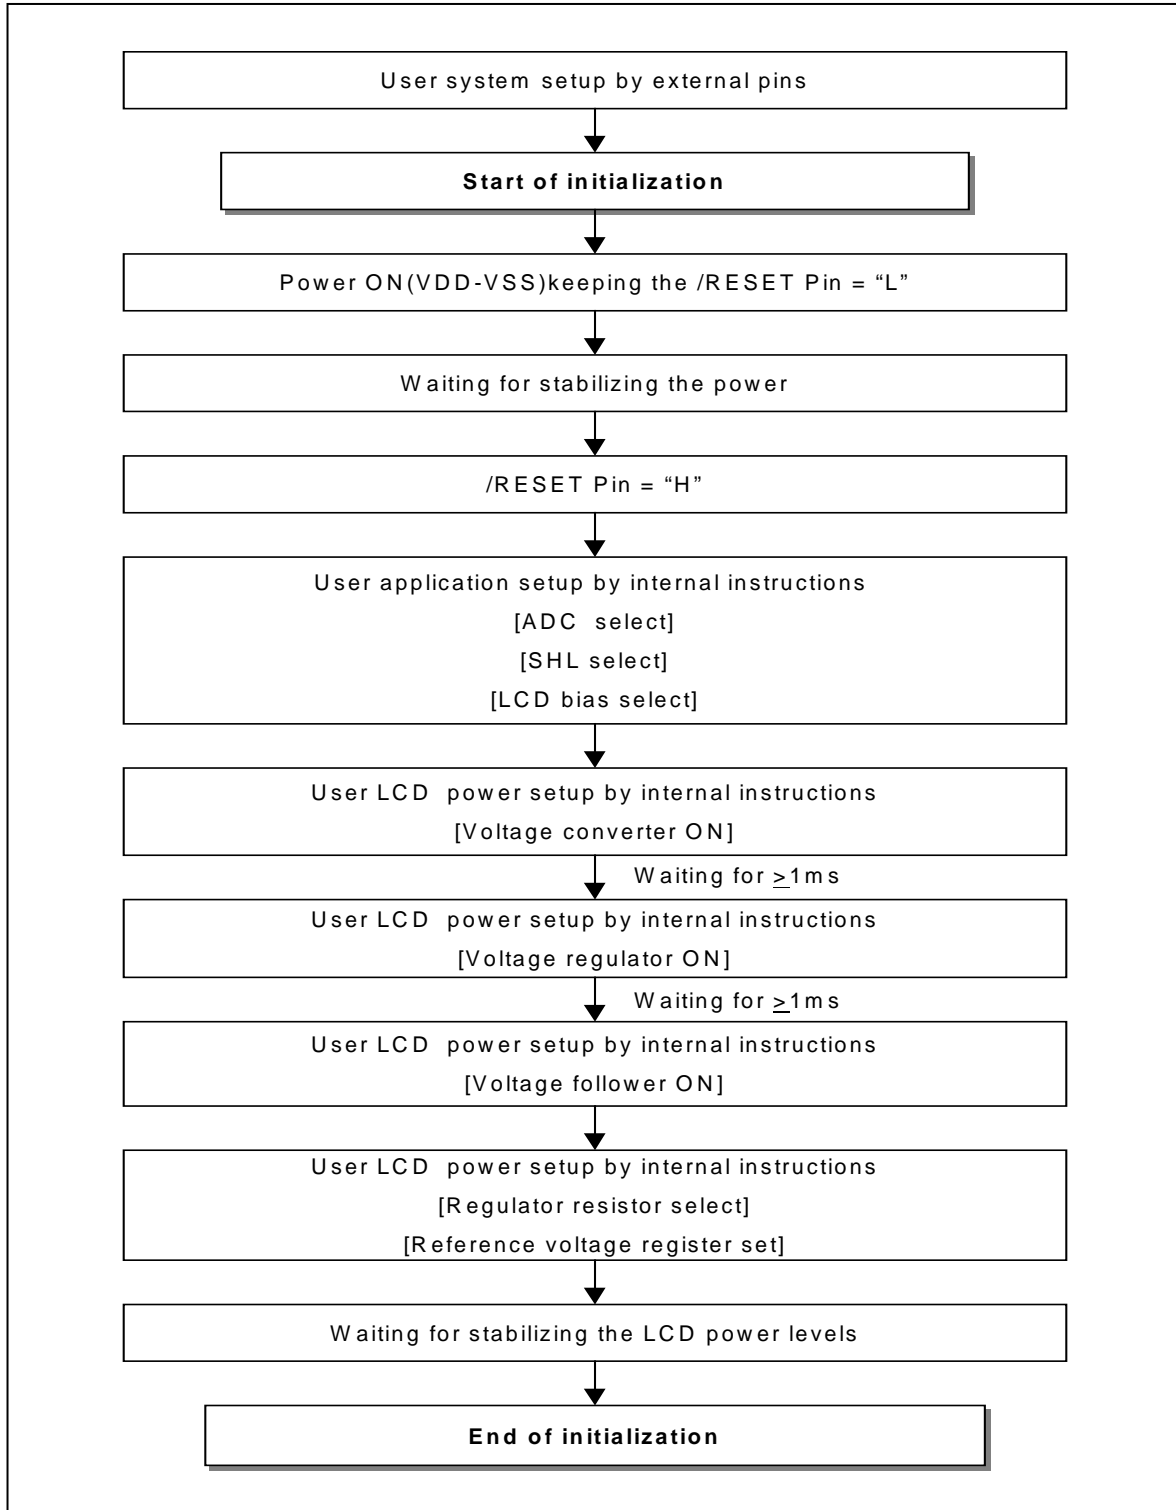 User system setup by external pins
Start of initialization
Power ON(VDD-VSS)keeping the /RESET Pin = “L”
Waiting for stabilizing the power
/RESET Pin = “H”
User application setup by internal instructions
[ADC select]
[SHL select]
[LCD bias select]
User LCD power setup by internal instructions
[Voltage converter ON]
Waiting for ≥1ms
User LCD power setup by internal instructions
[Voltage regulator ON]
Waiting for ≥1ms
User LCD power setup by internal instructions
[Voltage follower ON]
User LCD power setup by internal instructions
[Regulator resistor select]
[Reference voltage register set]
Waiting for stabilizing the LCD power levels
End of initialization